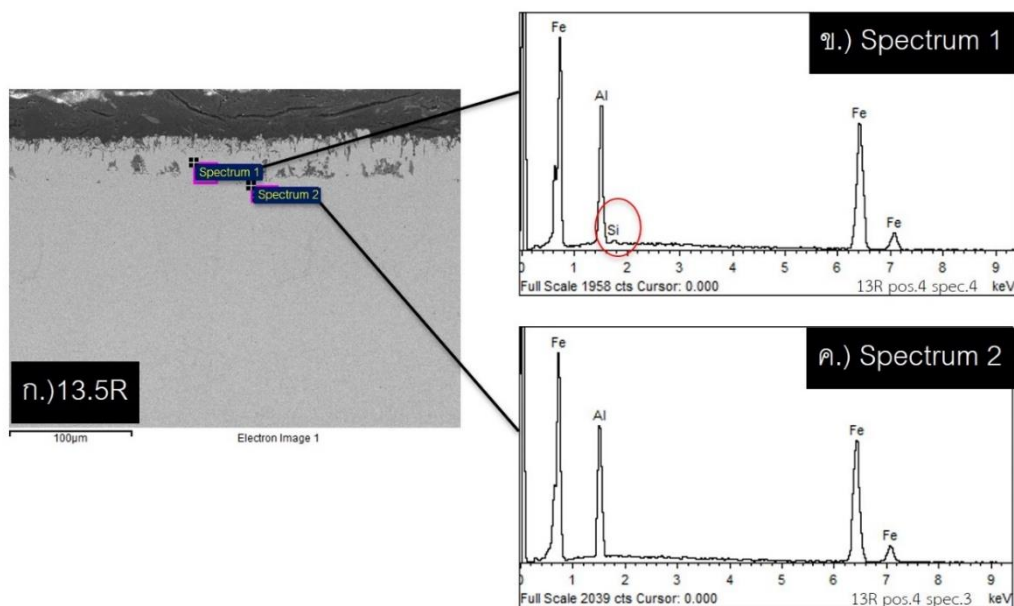 Spectrum 1
Spectrum 2
ก.)13.5R
100µm
Electron Image 1
ข.) Spectrum 1
Fe
Al
Si
Fe
Fe
0 1 2 3 4 5 6 7 8 9
Full Scale 1958 cts Cursor: 0.000
13R pos.4 spec.4
keV
ค.) Spectrum 2
Fe
Al
Fe
Fe
0 1 2 3 4 5 6 7 8 9
Full Scale 2039 cts Cursor: 0.000
13R pos.4 spec.3
keV